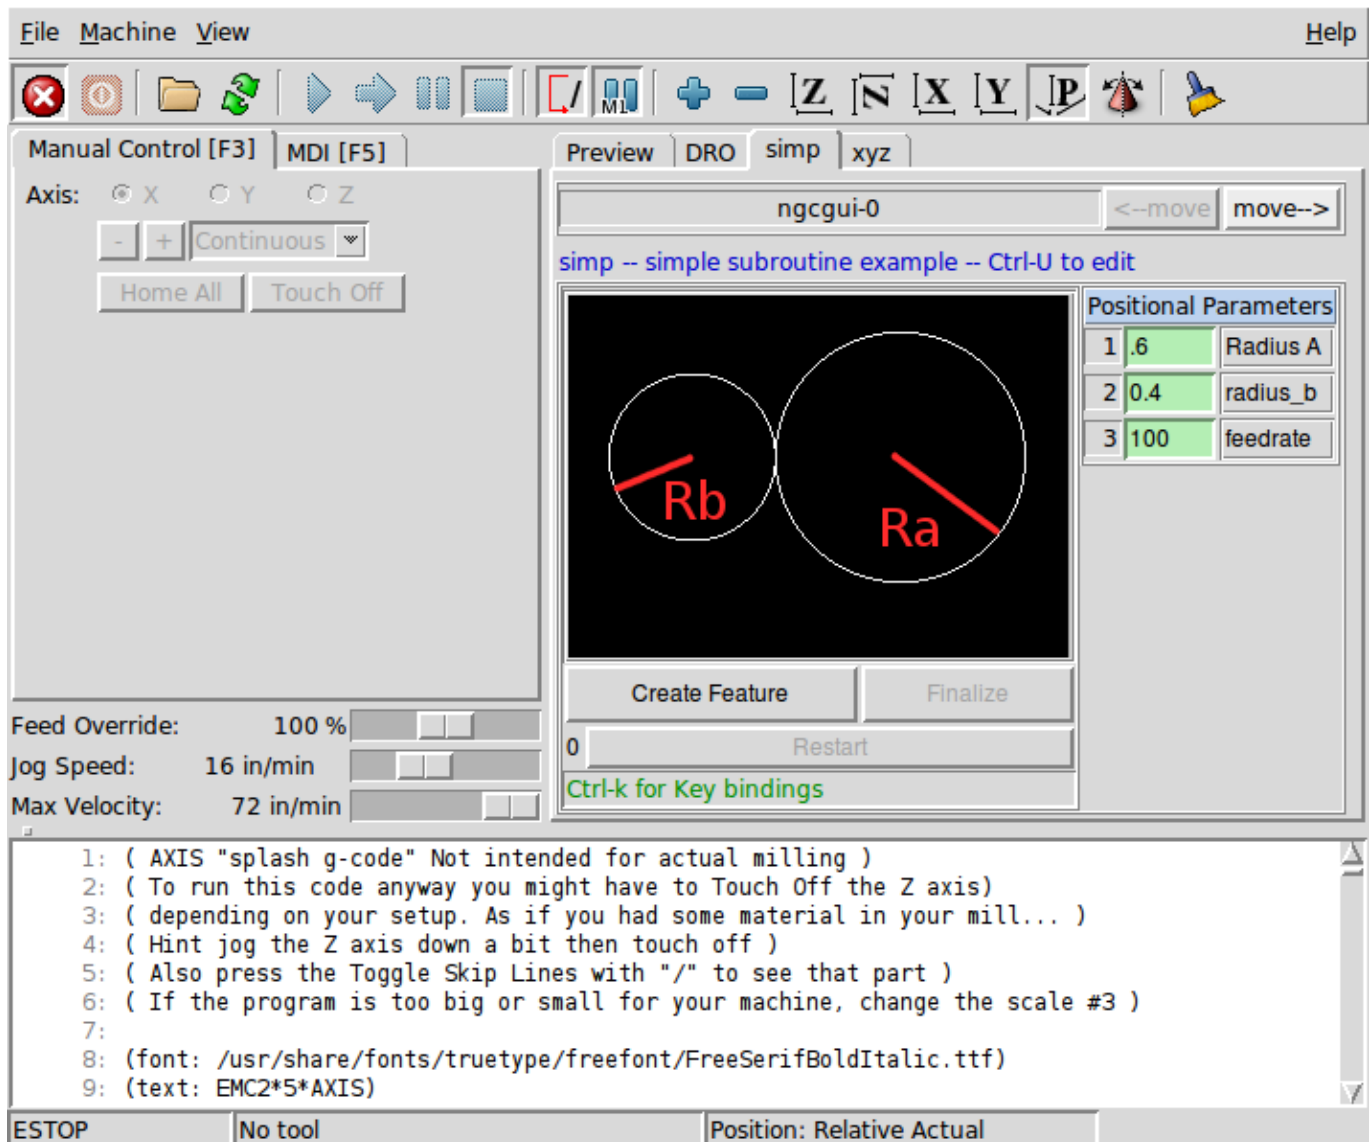 File Machine View Help
M1 Z N X Y P
Manual Control [F3] MDI [F5]
Preview DRO simp xyz
Axis: X Y Z
- + Continuous
Home All Touch Off
ngcgui-0 <--move move-->
simp -- simple subroutine example -- Ctrl-U to edit
Rb
Ra
Positional Parameters
1 .6 Radius A
2 0.4 radius_b
3 100 feedrate
Create Feature Finalize
0 Restart
Ctrl-k for Key bindings
Feed Override: 100 %
Jog Speed: 16 in/min
Max Velocity: 72 in/min
1: ( AXIS "splash g-code" Not intended for actual milling )
2: ( To run this code anyway you might have to Touch Off the Z axis)
3: ( depending on your setup. As if you had some material in your mill... )
4: ( Hint jog the Z axis down a bit then touch off )
5: ( Also press the Toggle Skip Lines with "/" to see that part )
6: ( If the program is too big or small for your machine, change the scale #3 )
7:
8: (font: /usr/share/fonts/truetype/freefont/FreeSerifBoldItalic.ttf)
9: (text: EMC2*5*AXIS)
ESTOP No tool Position: Relative Actual